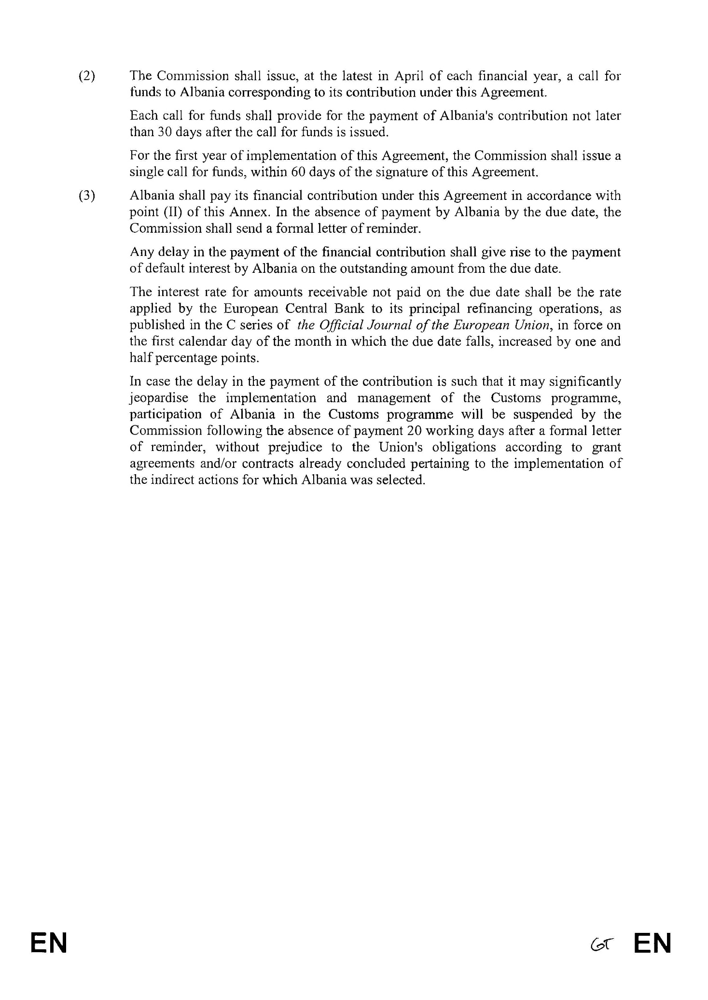 (2) The Commission shall issue, at the latest in April of each financial year, a call for
funds to Albania corresponding to its contribution under this Agreement.
Each call for funds shall provide for the payment of Albania's contribution not later
than 30 days after the call for funds is issued.
For the first year of implementation of this Agreement, the Commission shall issue a
single call for funds, within 60 days of the signature of this Agreement.
(3) Albania shall pay its financial contribution under this Agreement in accordance with
point (II) of this Annex. In the absence of payment by Albania by the due date, the
Commission shall send a formal letter of reminder.
Any delay in the payment of the financial contribution shall give rise to the payment
of default interest by Albania on the outstanding amount from the due date.
The interest rate for amounts receivable not paid on the due date shall be the rate
applied by the European Central Bank to its principal refinancing operations, as
published in the C series of the Official Journal of the European Union, in force on
the first calendar day of the month in which the due date falls, increased by one and
half percentage points.
In case the delay in the payment of the contribution is such that it may significantly
jeopardise the implementation and management of the Customs programme,
participation of Albania in the Customs programme will be suspended by the
Commission following the absence of payment 20 working days after a formal letter
of reminder, without prejudice to the Union's obligations according to grant
agreements and/or contracts already concluded pertaining to the implementation of
the indirect actions for which Albania was selected.
EN EN